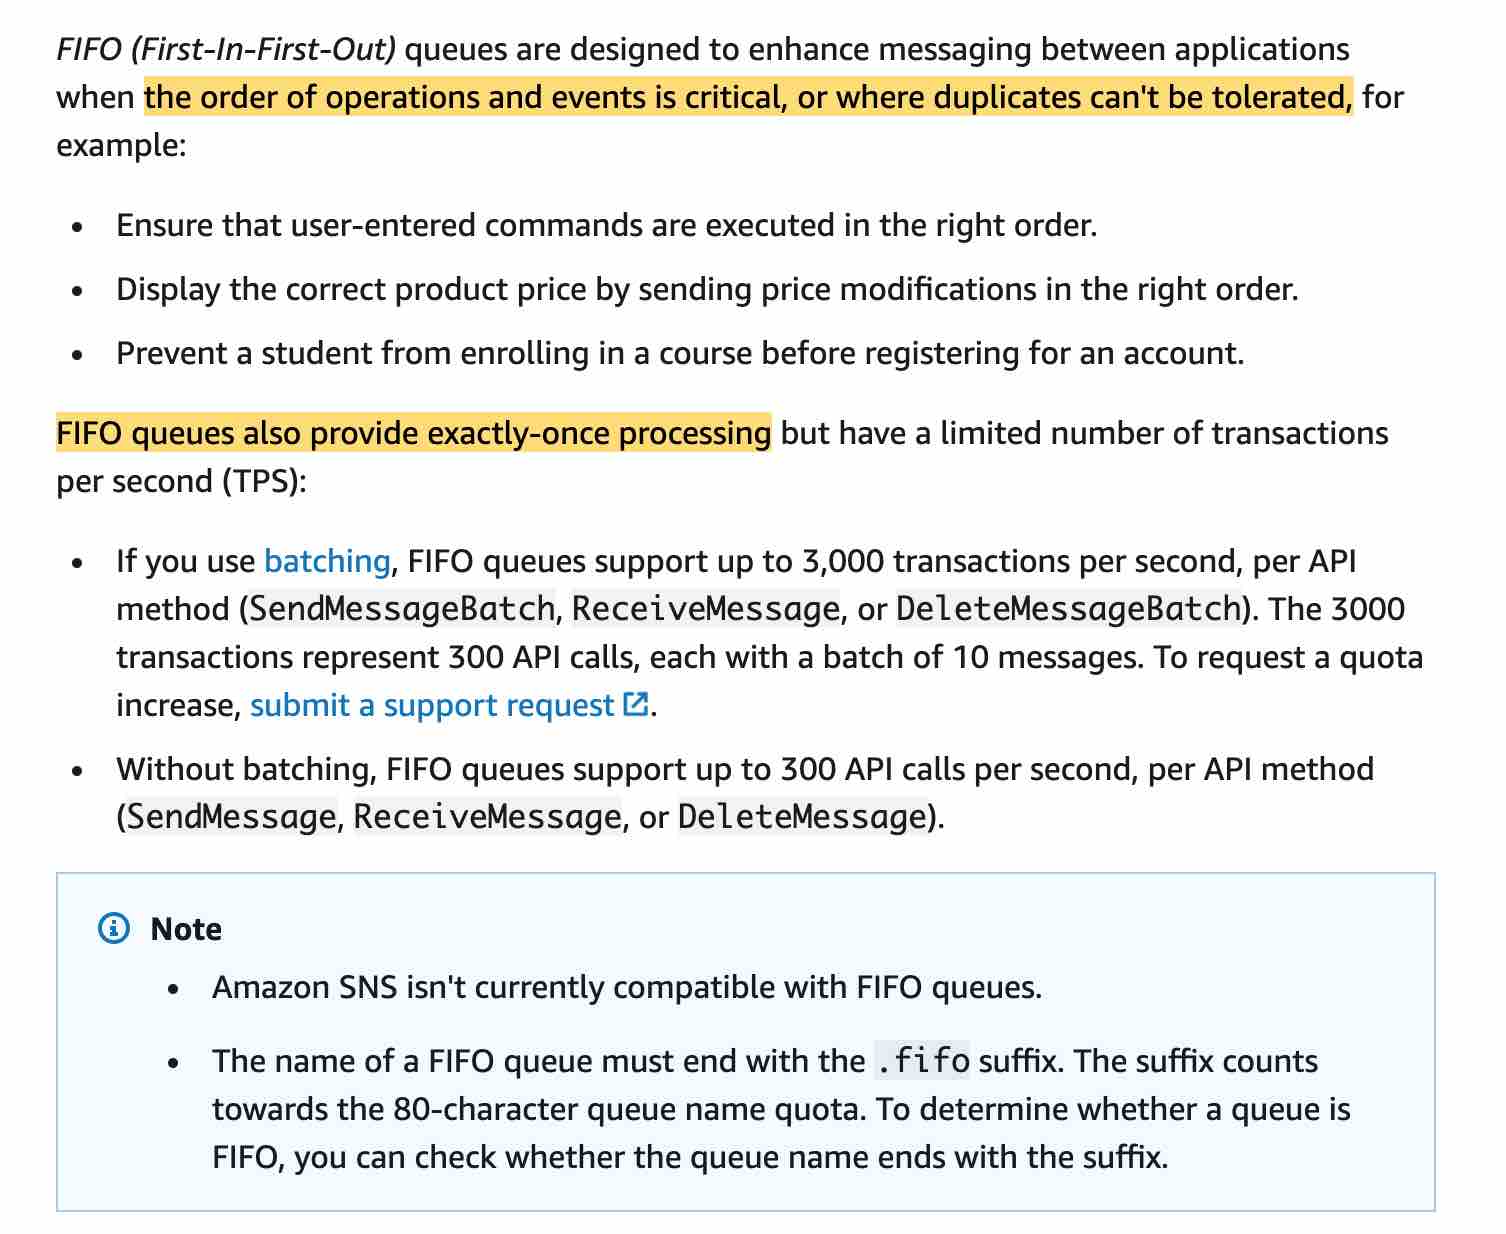 FIFO (First-In-First-Out) queues are designed to enhance messaging between applications
when the order of operations and events is critical, or where duplicates can't be tolerated, for
example:
• Ensure that user-entered commands are executed in the right order.
• Display the correct product price by sending price modifications in the right order.
• Prevent a student from enrolling in a course before registering for an account.
FIFO queues also provide exactly-once processing but have a limited number of transactions
per second (TPS):
• If you use batching, FIFO queues support up to 3,000 transactions per second, per API
method (SendMessageBatch, ReceiveMessage, or DeleteMessageBatch). The 3000
transactions represent 300 API calls, each with a batch of 10 messages. To request a quota
increase, submit a support request.
• Without batching, FIFO queues support up to 300 API calls per second, per API method
(SendMessage, ReceiveMessage, or DeleteMessage).
Note
• Amazon SNS isn't currently compatible with FIFO queues.
• The name of a FIFO queue must end with the .fifo suffix. The suffix counts
towards the 80-character queue name quota. To determine whether a queue is
FIFO, you can check whether the queue name ends with the suffix.